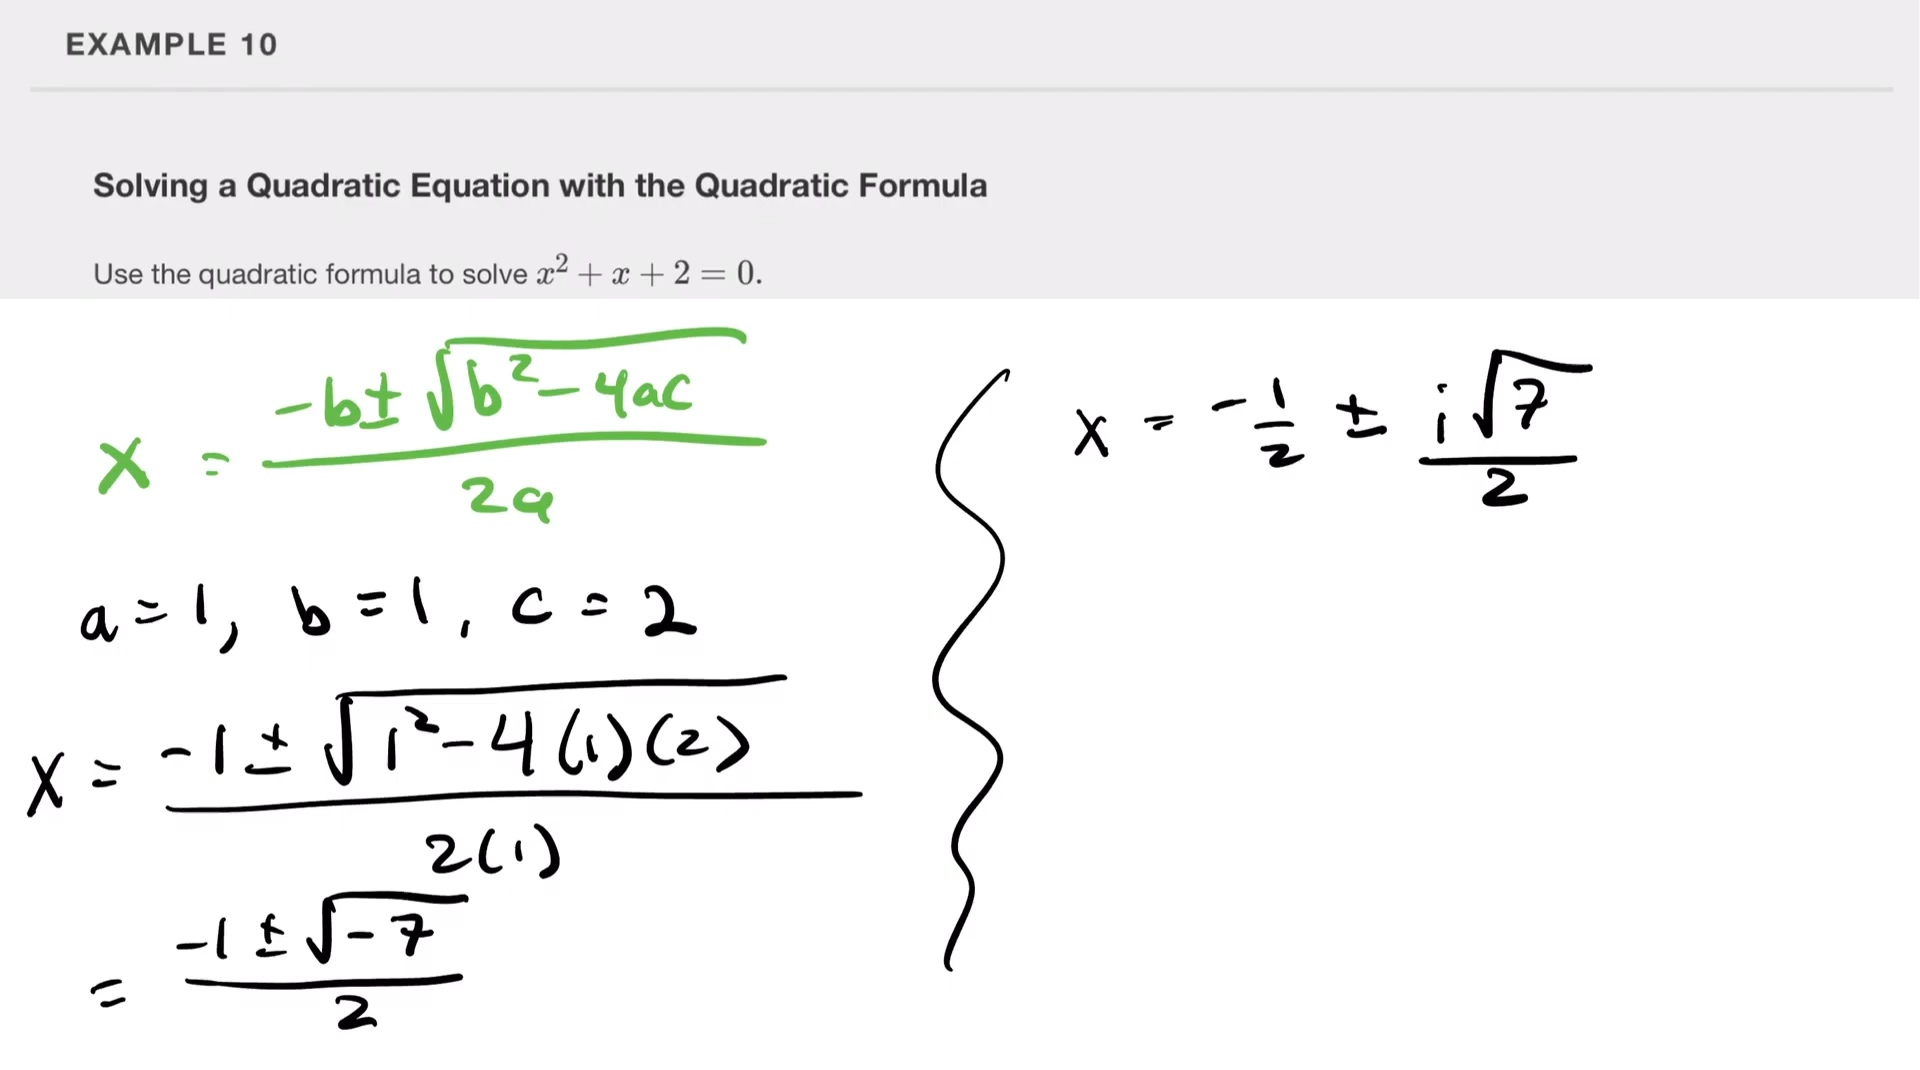 EXAMPLE 10
Solving a Quadratic Equation with the Quadratic Formula
Use the quadratic formula to solve x² + x + 2 = 0.
x = (-b ± √(b² - 4ac)) / 2a
a = 1, b = 1, c = 2
x = (-1 ± √(1² - 4(1)(2))) / 2(1)
= (-1 ± √(-7)) / 2
x = -1/2 ± i√7 / 2